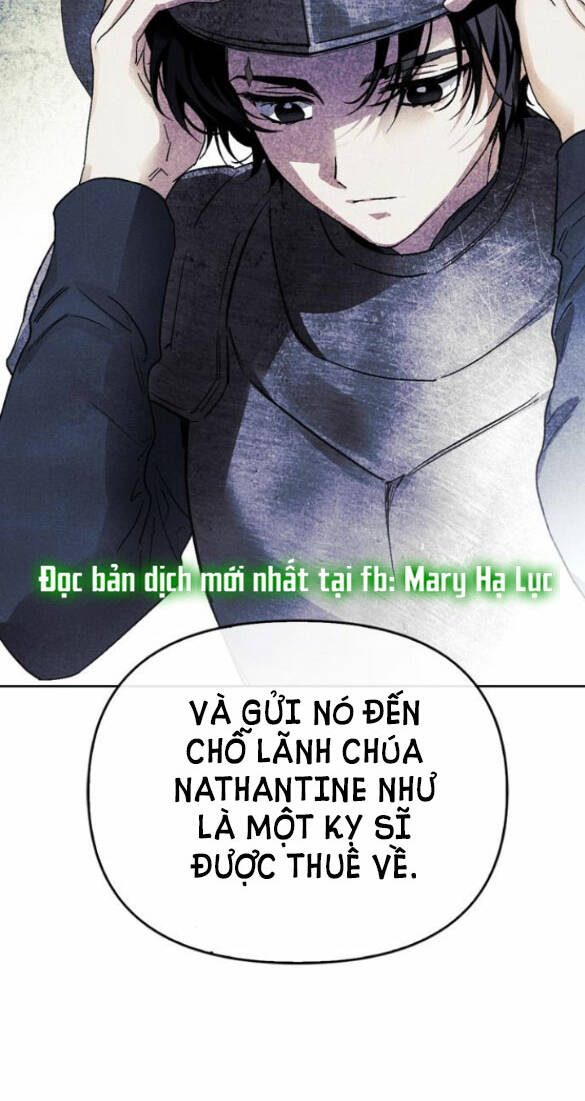 Đọc bản dịch mới nhất tại fb: Mary Hạ Lục
VÀ GỬI NÓ ĐẾN
CHỖ LÃNH CHÚA
NATHANTINE NHƯ
LÀ MỘT KỴ SĨ
ĐƯỢC THUÊ VỀ.